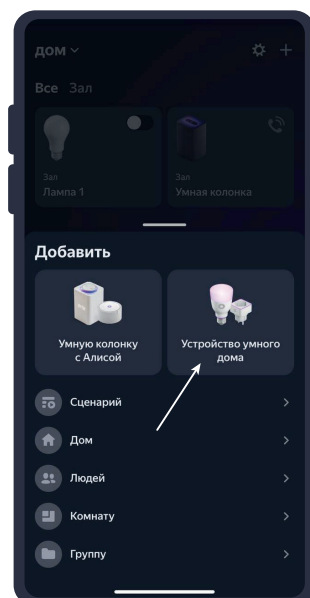 дом
Все Зал
Зал
Лампа 1
Зал
Умная колонка
Добавить
Умную колонку
с Алисой
Устройство умного
дома
Сценарий
Дом
Людей
Комнату
Группу